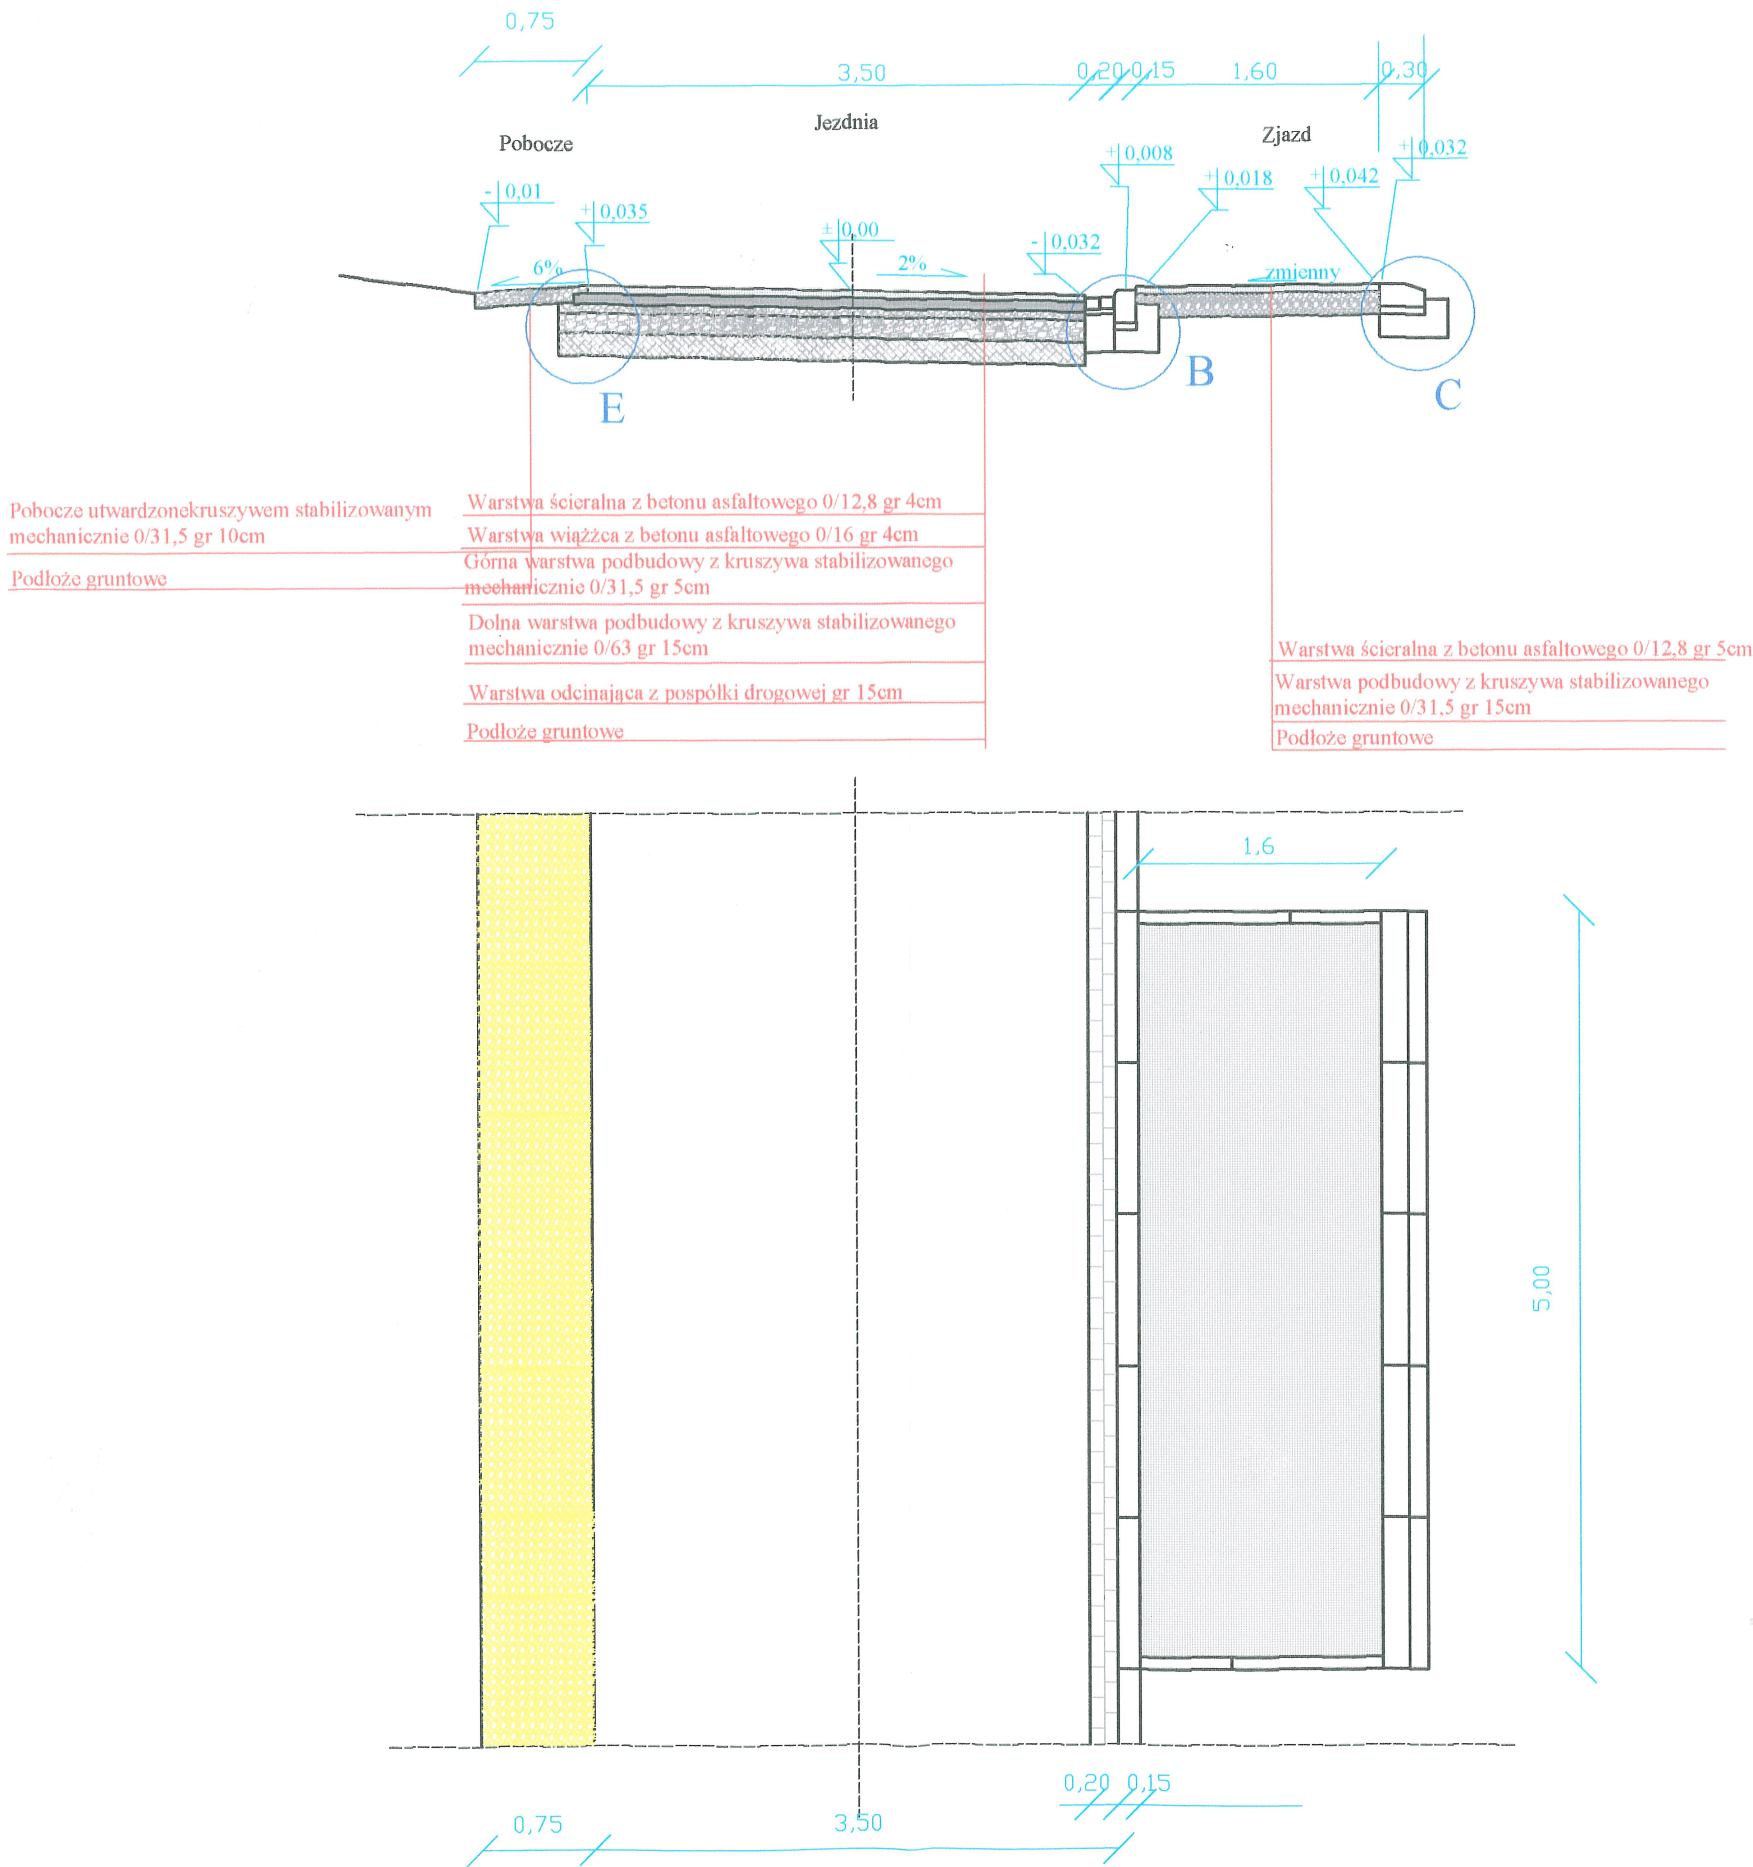 0,75
3,50
0,20
0,15
1,60
0,30
Jezdnia
Pobocze
Zjazd
+0,008
+0,032
+0,018
+0,042
-0,01
+0,035
±0,00
-0,032
6%
2%
zmienny
E
B
C
Pobocze utwardzonekruszywem stabilizowanym
mechanicznie 0/31,5 gr 10cm
Podłoże gruntowe
Warstwa ścieralna z betonu asfaltowego 0/12,8 gr 4cm
Warstwa wiążżca z betonu asfaltowego 0/16 gr 4cm
Górna warstwa podbudowy z kruszywa stabilizowanego
mechanicznie 0/31,5 gr 5cm
Dolna warstwa podbudowy z kruszywa stabilizowanego
mechanicznie 0/63 gr 15cm
Warstwa odcinająca z pospółki drogowej gr 15cm
Podłoże gruntowe
Warstwa ścieralna z betonu asfaltowego 0/12,8 gr 5cm
Warstwa podbudowy z kruszywa stabilizowanego
mechanicznie 0/31,5 gr 15cm
Podłoże gruntowe
1,6
5,00
0,20
0,15
0,75
3,50